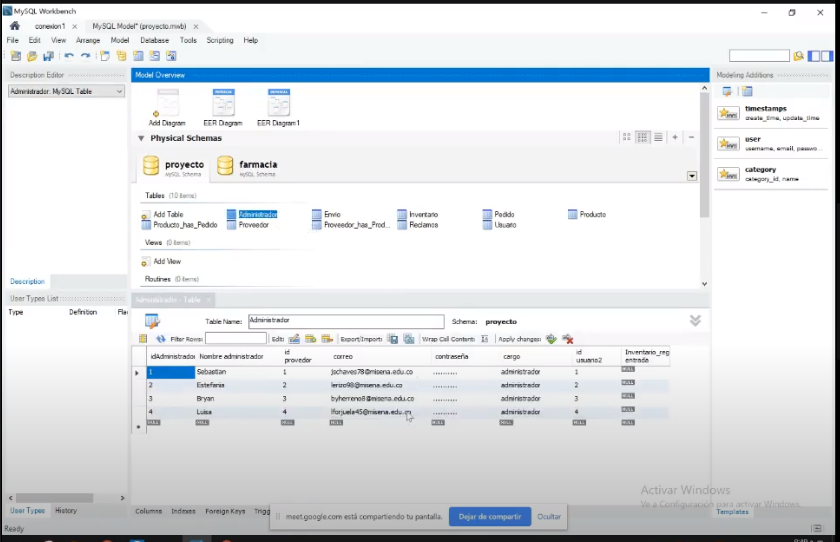 MySQL Workbench
conexion1 × MySQL Model* (proyecto.mwb) ×
File Edit View Arrange Model Database Tools Scripting Help
Description Editor
Administrador: MySQL Table
Model Overview
Modeling Additions
Add Diagram EER Diagram EER Diagram1
timestamps
create_time, update_time
user
username, email, passwo...
category
category_id, name
Physical Schemas
proyecto
MySQL Schema
farmacia
MySQL Schema
Tables (10 items)
Add Table Administrador Envio Inventario Pedido Producto
Producto_has_Pedido Proveedor Proveedor_has_Prod... Reclamos Usuario
Views (0 items)
Add View
Routines (0 items)
Description
User Types List
Type Definition Flag
Administrador - Table ×
Table Name: Administrador Schema: proyecto
Filter Rows: Edit: Export/Import: Wrap Cell Content: Apply changes:
idAdministrador Nombre administrador id provedor correo contraseña cargo id usuario2 Inventario_reg entrada
1 Sebastian 1 jschaves78@misena.edu.co .......... administrador 1 NULL
2 Estefania 2 lerizo98@misena.edu.co .......... administrador 2 NULL
3 Bryan 3 byherreno8@misena.edu.co .......... administrador 3 NULL
4 Luisa 4 lforjuela45@misena.edu.co .......... administrador 4 NULL
NULL NULL NULL NULL NULL NULL NULL NULL
User Types History
Columns Indexes Foreign Keys Trigg
Activar Windows
Ve a Configuración para activar Windows.
Templates
meet.google.com está compartiendo tu pantalla. Dejar de compartir Ocultar
Ready